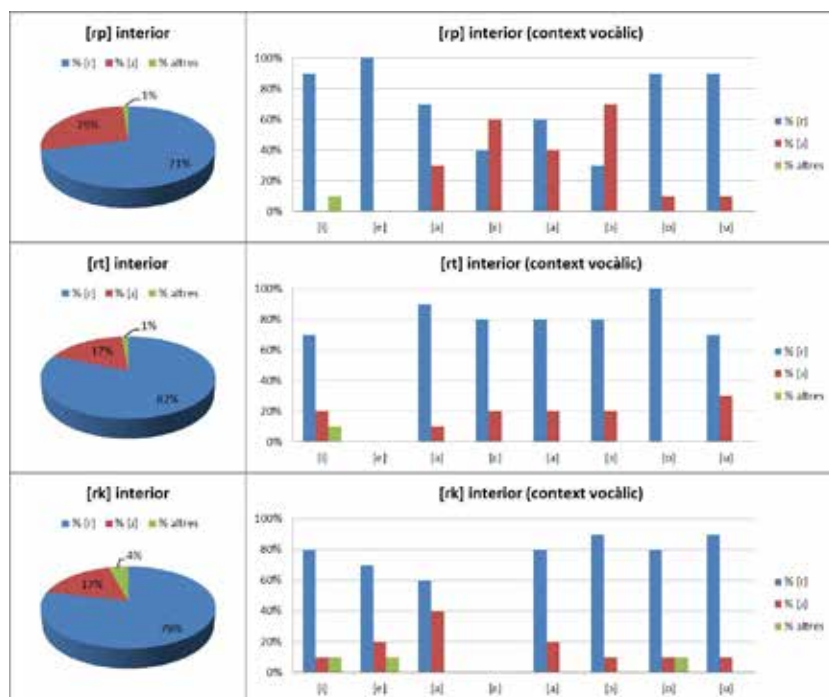 [rp] interior
% [r] % [ɹ] % altres
1%
71%
[rp] interior (context vocàlic)
100%
80%
60%
40%
20%
0%
[i] [e] [ə] [ɛ] [a] [ɔ] [o] [u]
% [r]
% [ɹ]
% altres
[rt] interior
% [r] % [ɹ] % altres
1%
17%
82%
[rt] interior (context vocàlic)
100%
80%
60%
40%
20%
0%
[i] [e] [ə] [ɛ] [a] [ɔ] [o] [u]
% [r]
% [ɹ]
% altres
[rk] interior
% [r] % [ɹ] % altres
4%
17%
79%
[rk] interior (context vocàlic)
100%
80%
60%
40%
20%
0%
[i] [e] [ə] [ɛ] [a] [ɔ] [o] [u]
% [r]
% [ɹ]
% altres